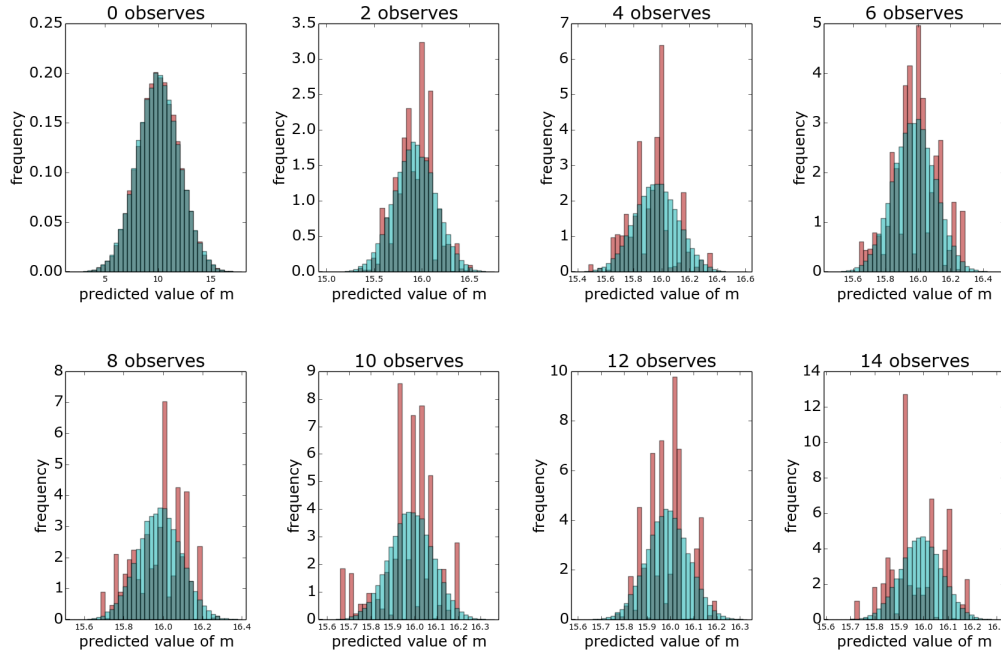 0 observes
2 observes
4 observes
6 observes
frequency
0.25
0.20
0.15
0.10
0.05
0.00
5 10 15
predicted value of m
frequency
3.5
3.0
2.5
2.0
1.5
1.0
0.5
0.0
15.0 15.5 16.0 16.5
predicted value of m
frequency
7
6
5
4
3
2
1
0
15.4 15.6 15.8 16.0 16.2 16.4 16.6
predicted value of m
frequency
5
4
3
2
1
0
15.6 15.8 16.0 16.2 16.4
predicted value of m
8 observes
10 observes
12 observes
14 observes
frequency
8
7
6
5
4
3
2
1
0
15.6 15.8 16.0 16.2 16.4
predicted value of m
frequency
9
8
7
6
5
4
3
2
1
0
15.6 15.7 15.8 15.9 16.0 16.1 16.2 16.3
predicted value of m
frequency
10
8
6
4
2
0
15.6 15.7 15.8 15.9 16.0 16.1 16.2 16.3
predicted value of m
frequency
14
12
10
8
6
4
2
0
15.6 15.7 15.8 15.9 16.0 16.1 16.2
predicted value of m